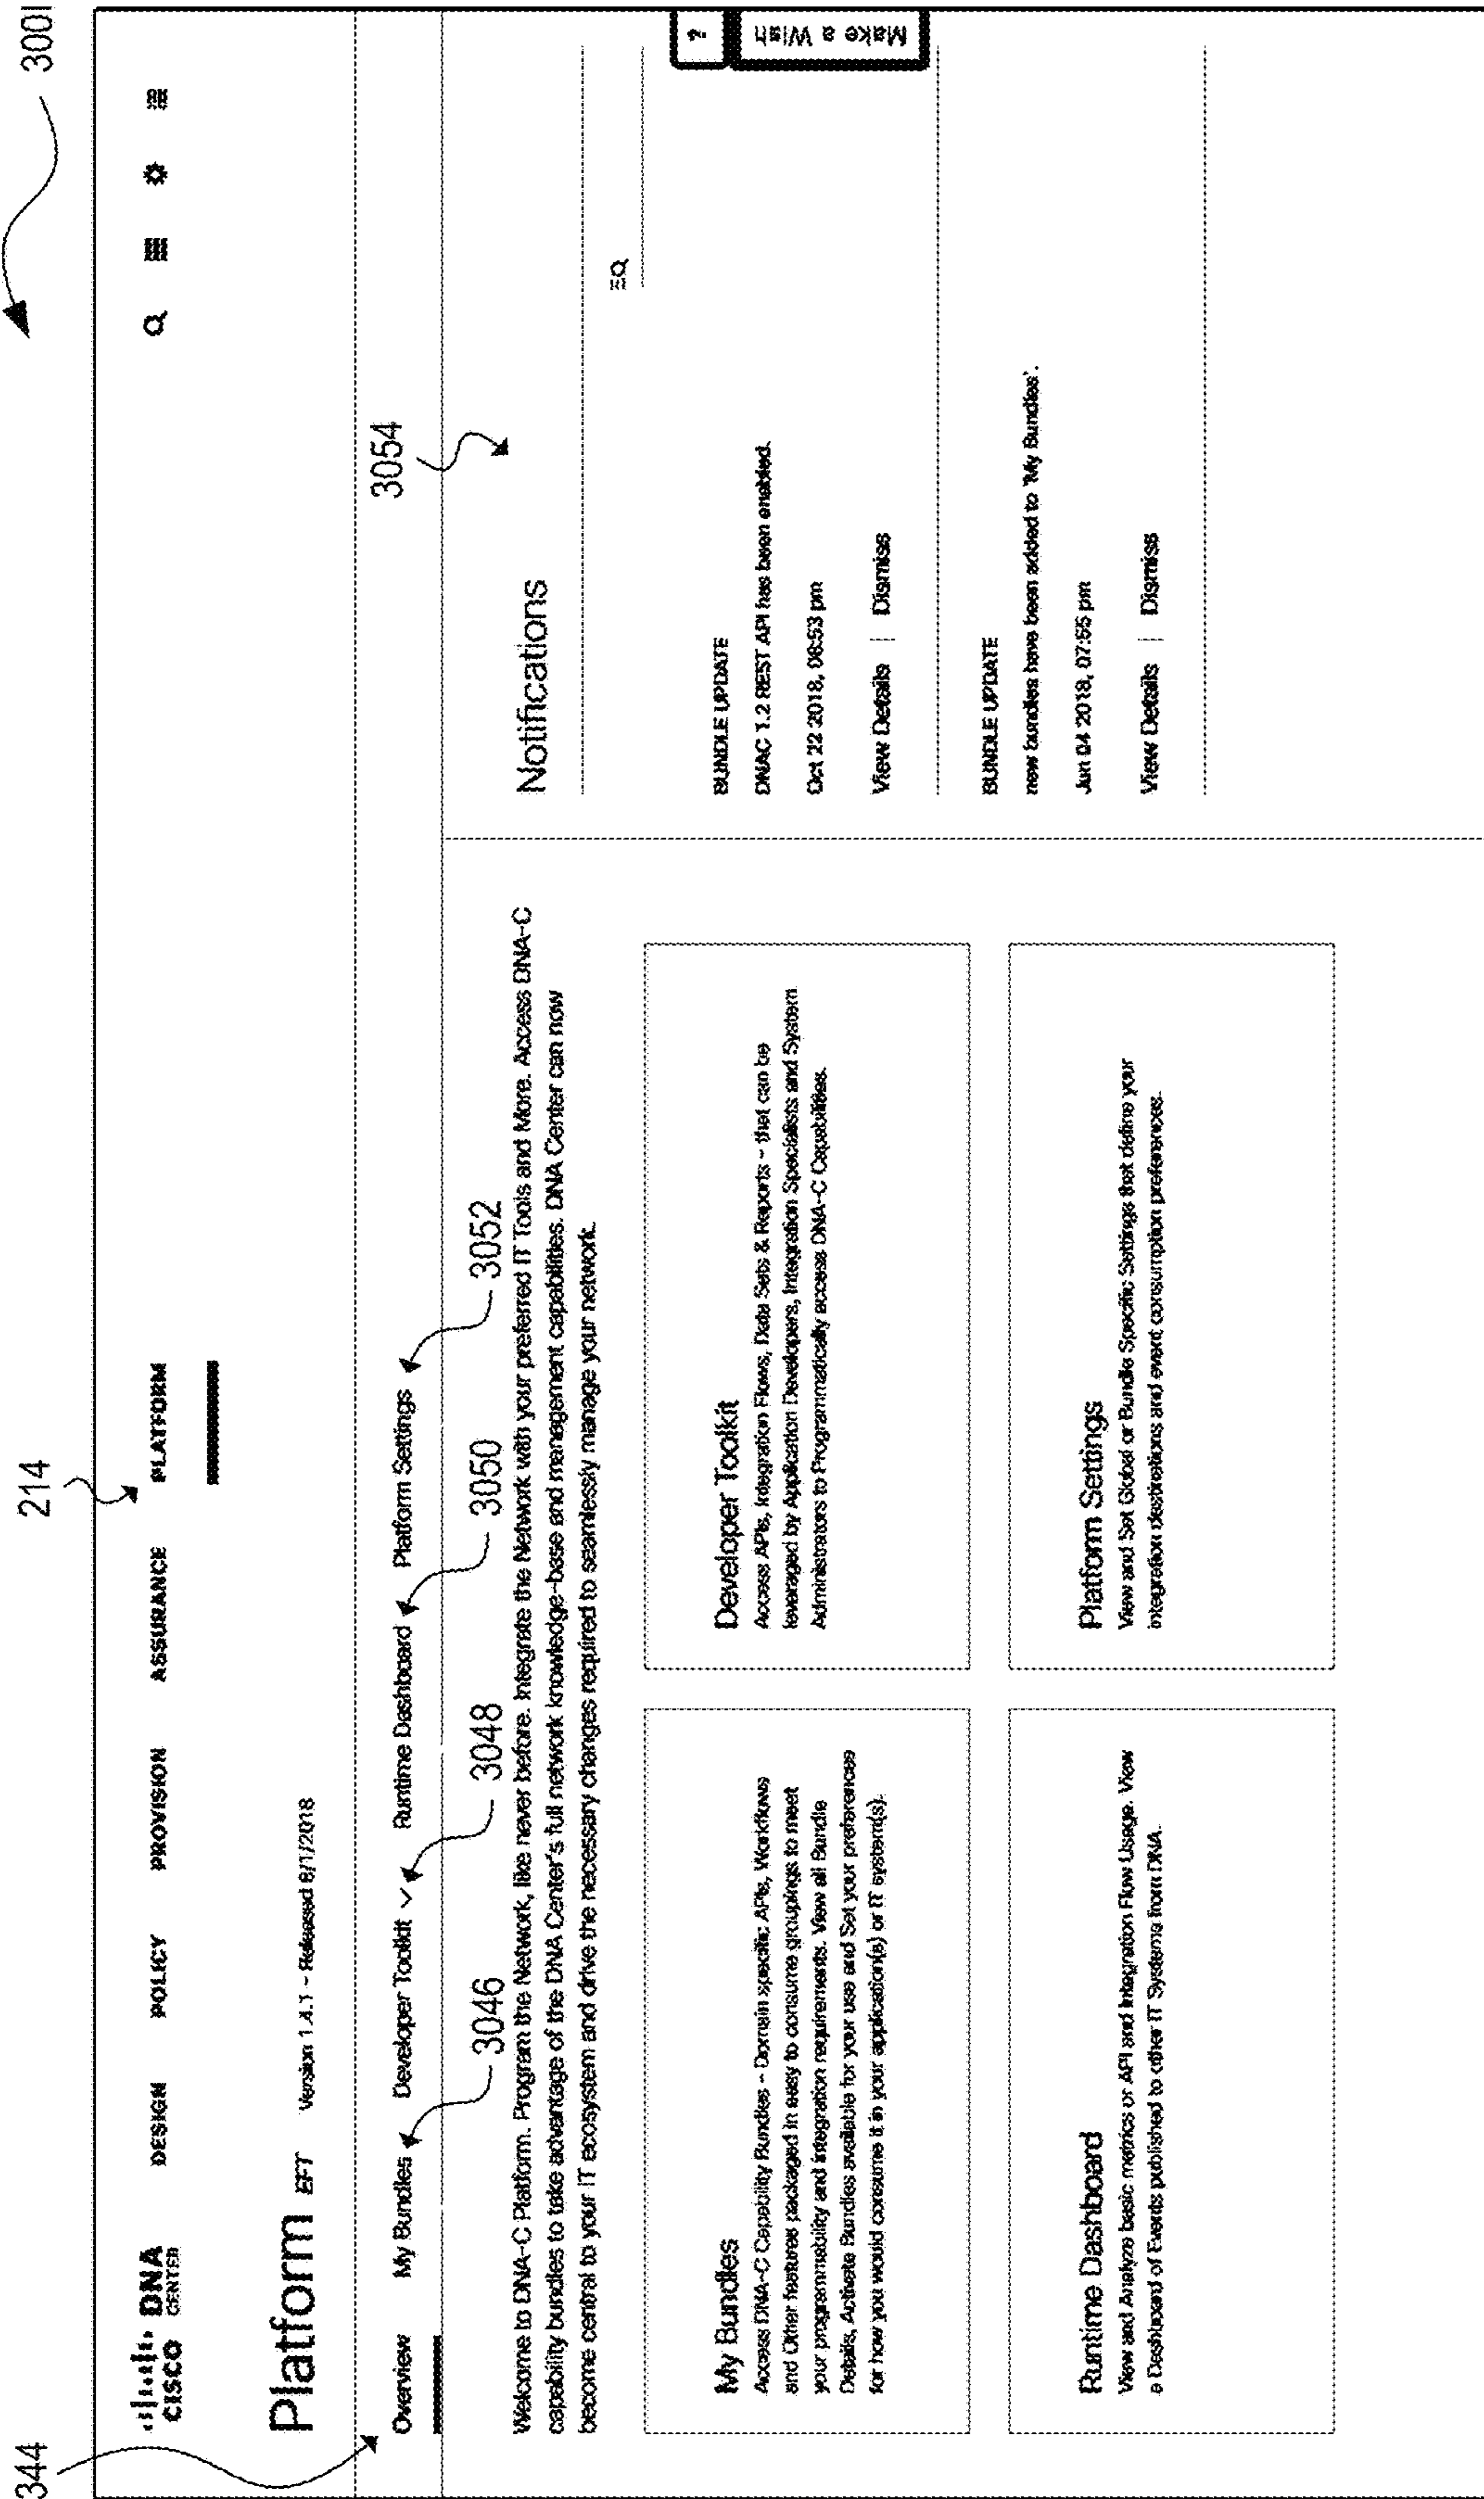 300I
214
344
CISCO
DNA
CENTER
DESIGN
POLICY
PROVISION
ASSURANCE
PLATFORM
Platform EFT Version 1.4.1 - Released 8/1/2018
Overview
My Bundles
Developer Toolkit
Runtime Dashboard
Platform Settings
3046
3048
3050
3052
3054
Welcome to DNA-C Platform. Program the Network, like never before. Integrate the Network with your preferred IT Tools and More. Access DNA-C
capability bundles to take advantage of the DNA Center's full network knowledge-base and management capabilities. DNA Center can now
become central to your IT ecosystem and drive the necessary changes required to seamlessly manage your network.
My Bundles
Access DNA-C Capability Bundles - Domain specific APIs, Workflows
and Other features packaged in easy to consume groupings to meet
your programmability and integration requirements. View all Bundle
Details, Activate Bundles available for your use and Set your preferences
for how you would consume it in your application(s) or IT system(s).
Developer Toolkit
Access APIs, Integration Flows, Data Sets & Reports - that can be
leveraged by Application Developers, Integration Specialists and System
Administrators to Programmatically access DNA-C Capabilities.
Runtime Dashboard
View and Analyze basic metrics or API and Integration Flow Usage. View
a Dashboard of Events published to other IT Systems from DNA.
Platform Settings
View and Set Global or Bundle Specific Settings that define your
integration destinations and event consumption preferences.
Notifications
BUNDLE UPDATE
DNAC 1.2 REST API has been enabled.
Oct 22 2018, 06:53 pm
View Details | Dismiss
BUNDLE UPDATE
new bundles have been added to 'My Bundles'.
Jun 04 2018, 07:55 pm
View Details | Dismiss
?
Make a Wish